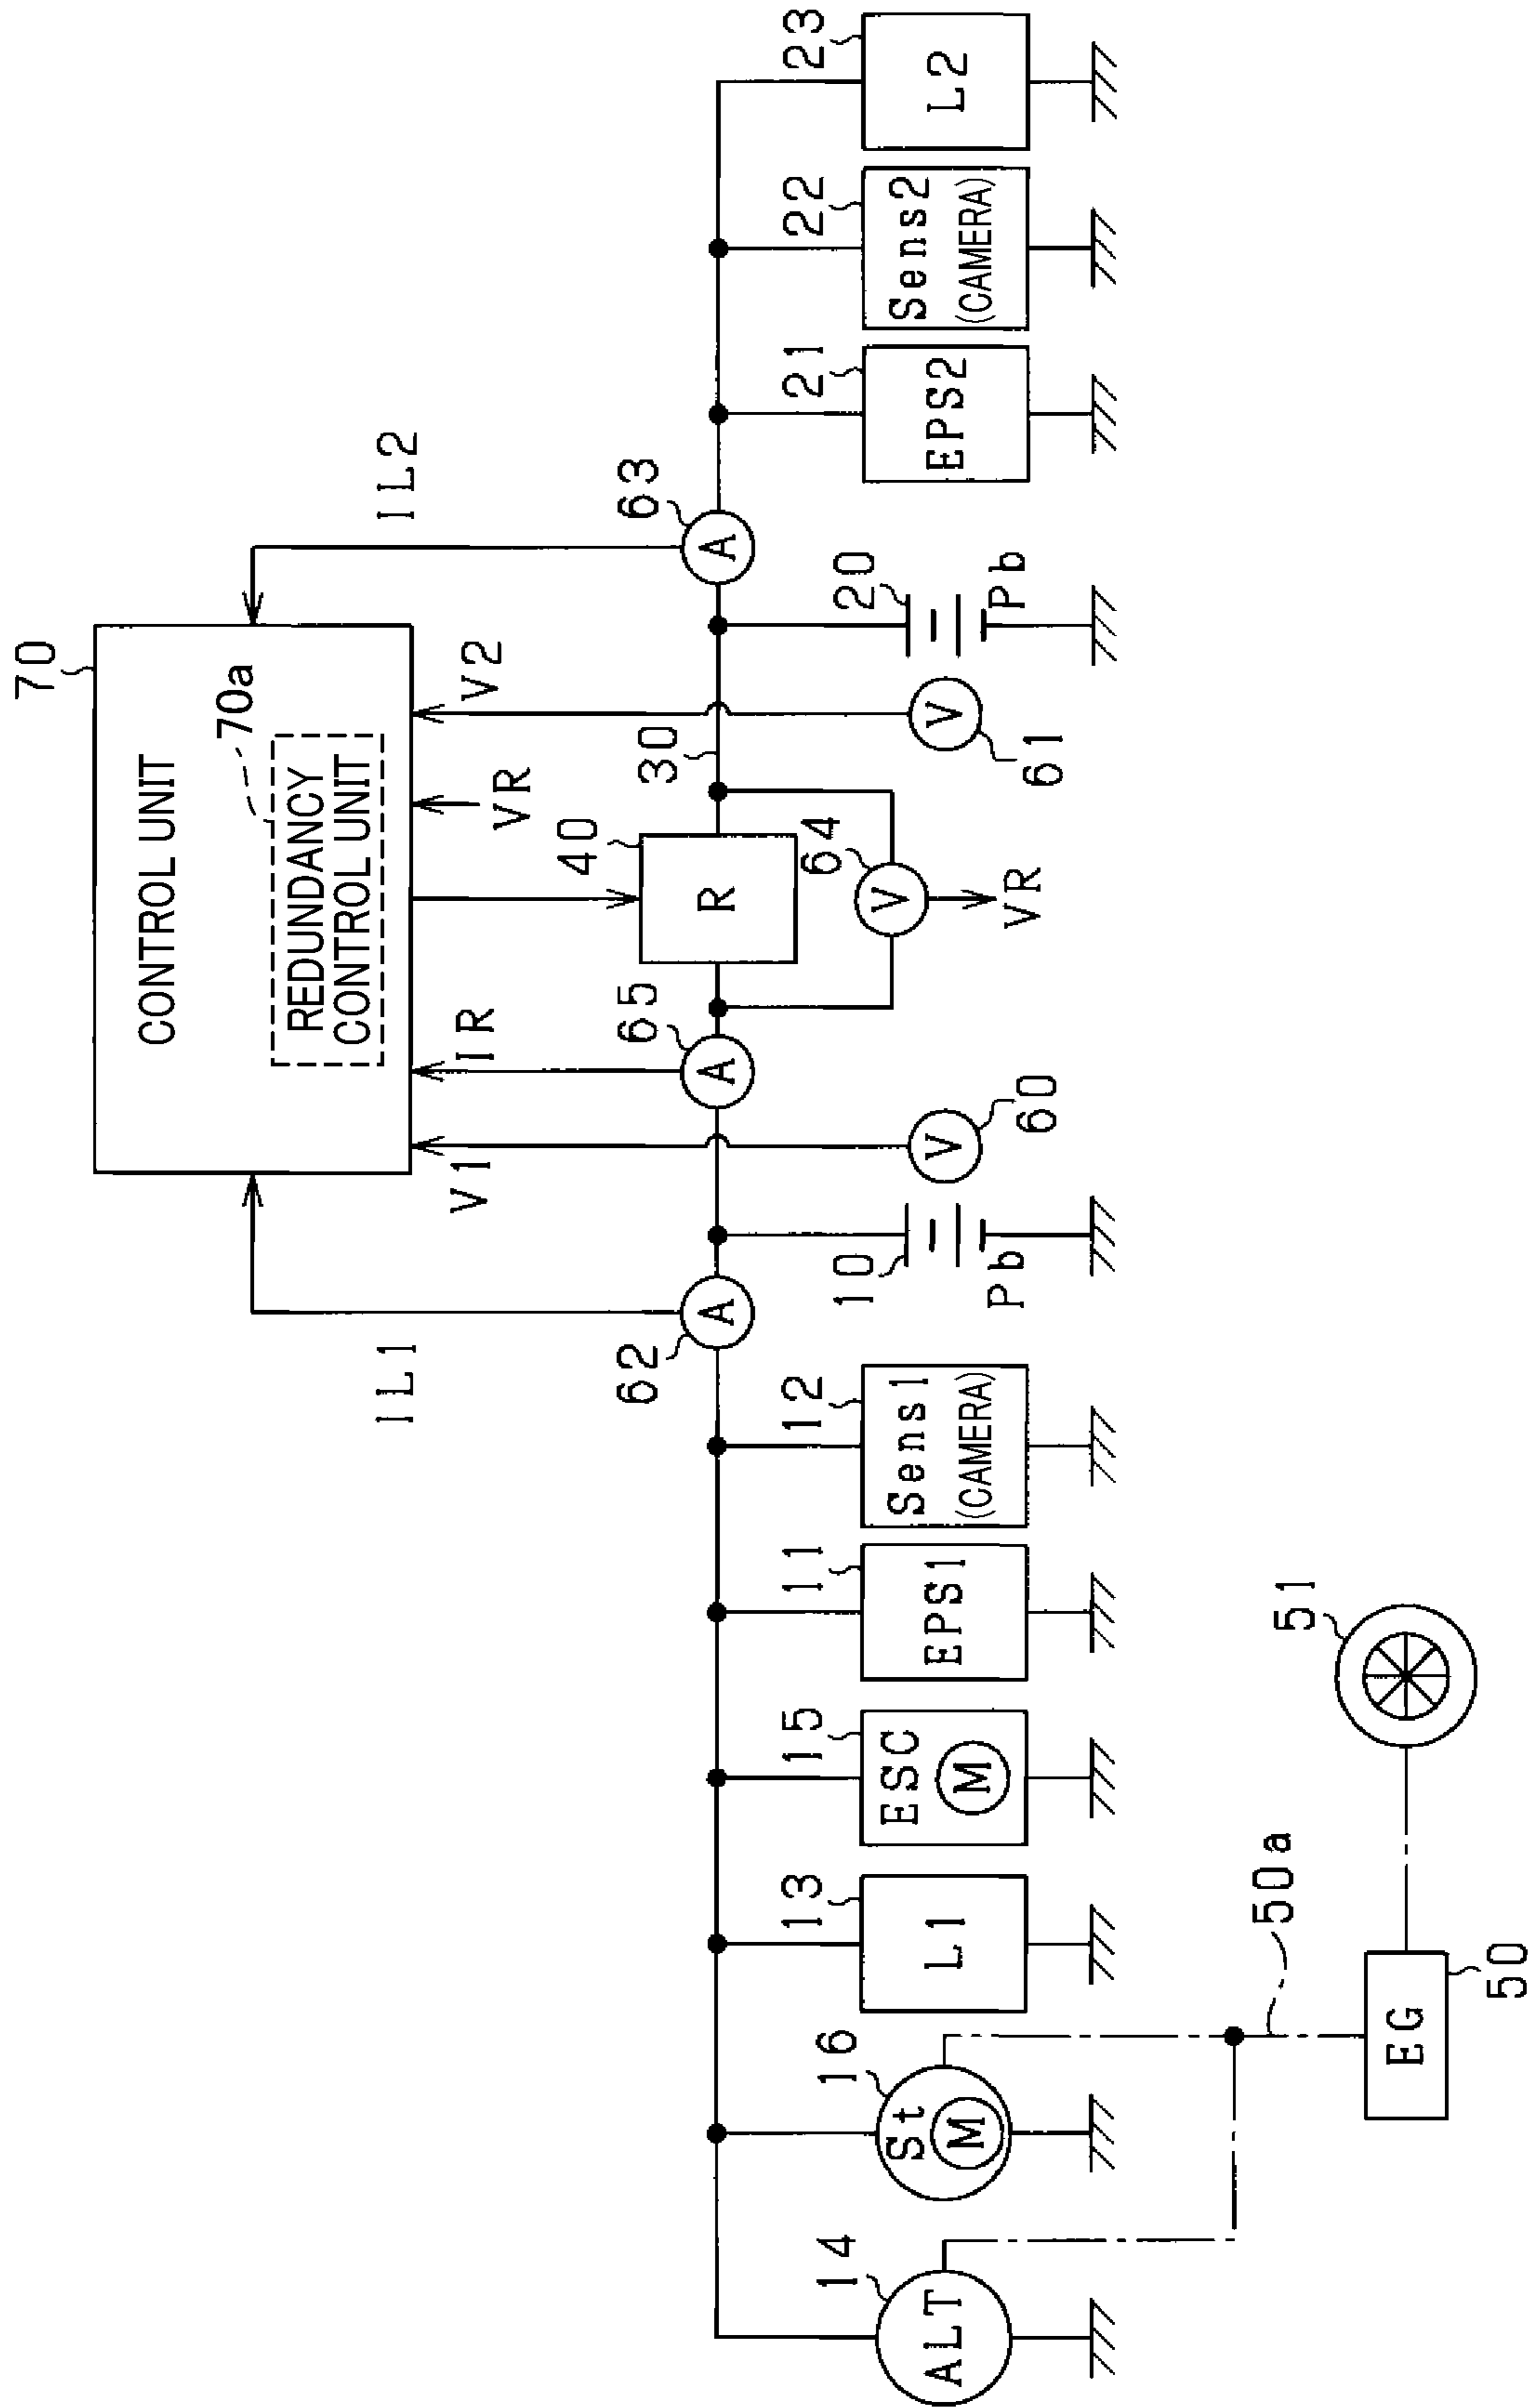 70
CONTROL UNIT
70a
REDUNDANCY
CONTROL UNIT
IL1
V1
IR
VR
V2
IL2
62
A
65
A
40
R
30
63
A
64
V
VR
14
ALT
16
St
M
13
L1
15
ESC
M
11
EPS1
12
Sens1
(CAMERA)
10
Pb
60
V
61
V
20
Pb
21
EPS2
22
Sens2
(CAMERA)
23
L2
50a
50
EG
51